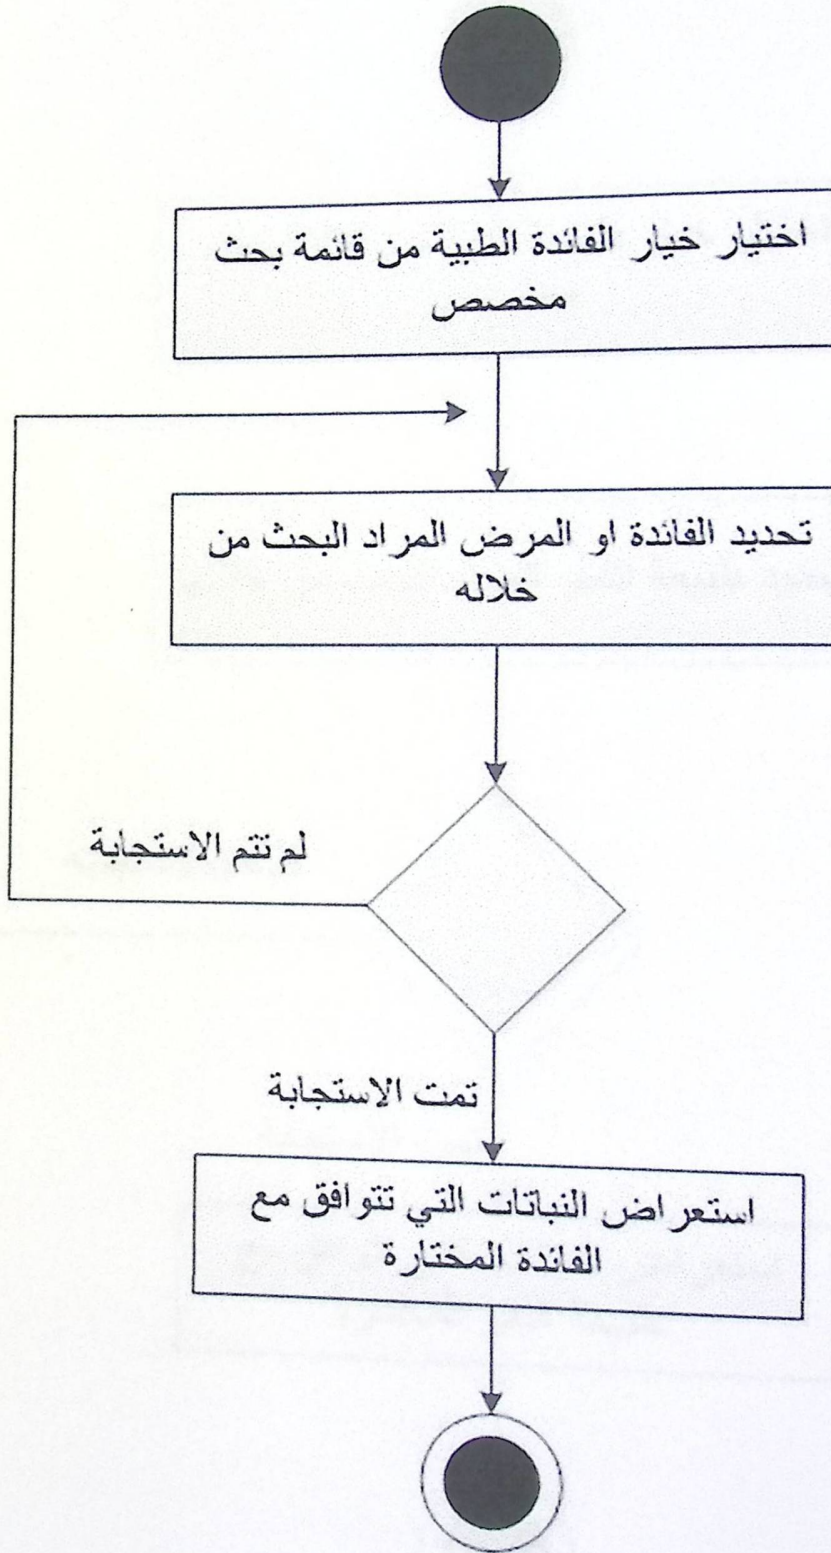 اختيار خيار الفائدة الطبية من قائمة بحث
مخصص
تحديد الفائدة او المرض المراد البحث من
خلاله
لم تتم الاستجابة
تمت الاستجابة
استعراض النباتات التي تتوافق مع
الفائدة المختارة